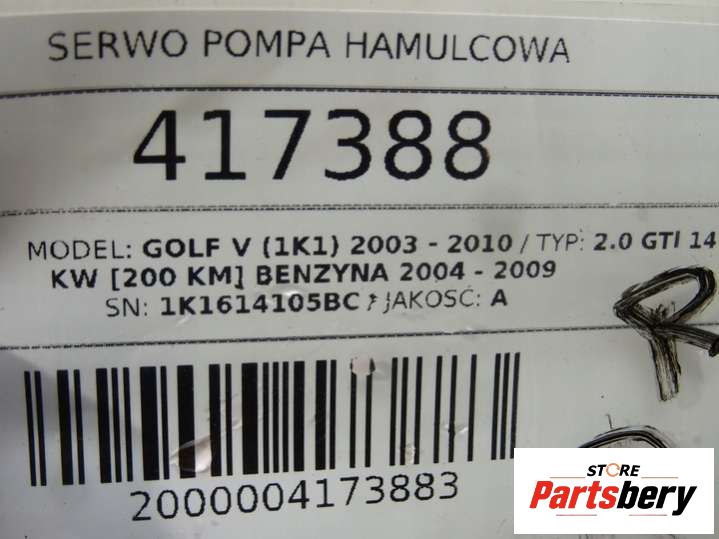 SERWO POMPA HAMULCOWA
417388
MODEL: GOLF V (1K1) 2003 - 2010 / TYP: 2.0 GTI 14
KW [200 KM] BENZYNA 2004 - 2009
SN: 1K1614105BC / JAKOŚĆ: A
R
2000004173883
STORE
Partsbery